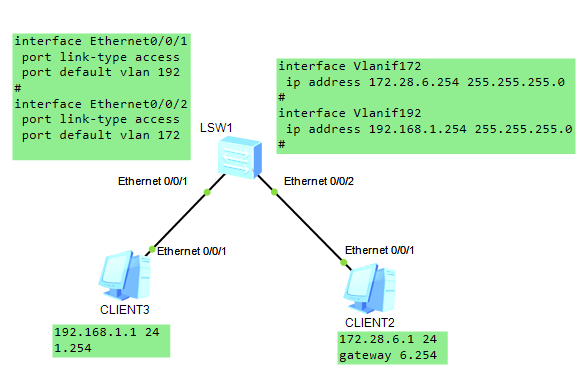 interface Ethernet0/0/1
port link-type access
port default vlan 192
#
interface Ethernet0/0/2
port link-type access
port default vlan 172
interface Vlanif172
ip address 172.28.6.254 255.255.255.0
#
interface Vlanif192
ip address 192.168.1.254 255.255.255.0
#
LSW1
Ethernet 0/0/1
Ethernet 0/0/2
Ethernet 0/0/1
Ethernet 0/0/1
CLIENT3
192.168.1.1 24
1.254
CLIENT2
172.28.6.1 24
gateway 6.254